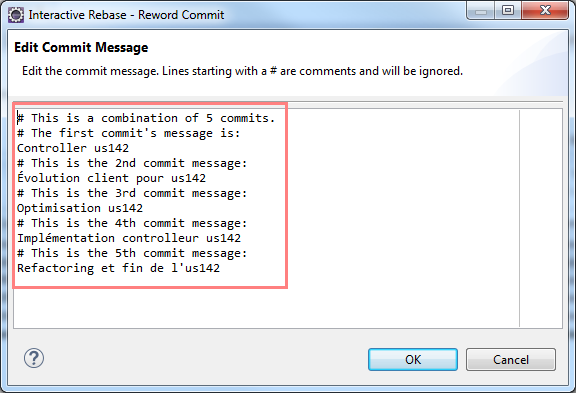 Interactive Rebase - Reword Commit
Edit Commit Message
Edit the commit message. Lines starting with a # are comments and will be ignored.
# This is a combination of 5 commits.
# The first commit's message is:
Controller us142
# This is the 2nd commit message:
Évolution client pour us142
# This is the 3rd commit message:
Optimisation us142
# This is the 4th commit message:
Implémentation controlleur us142
# This is the 5th commit message:
Refactoring et fin de l'us142
?
OK
Cancel